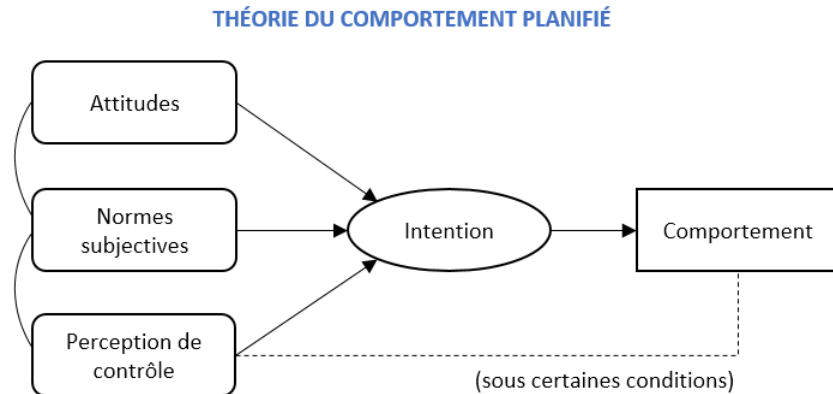 THÉORIE DU COMPORTEMENT PLANIFIÉ
Attitudes
Normes
subjectives
Intention
Comportement
Perception de
contrôle
(sous certaines conditions)